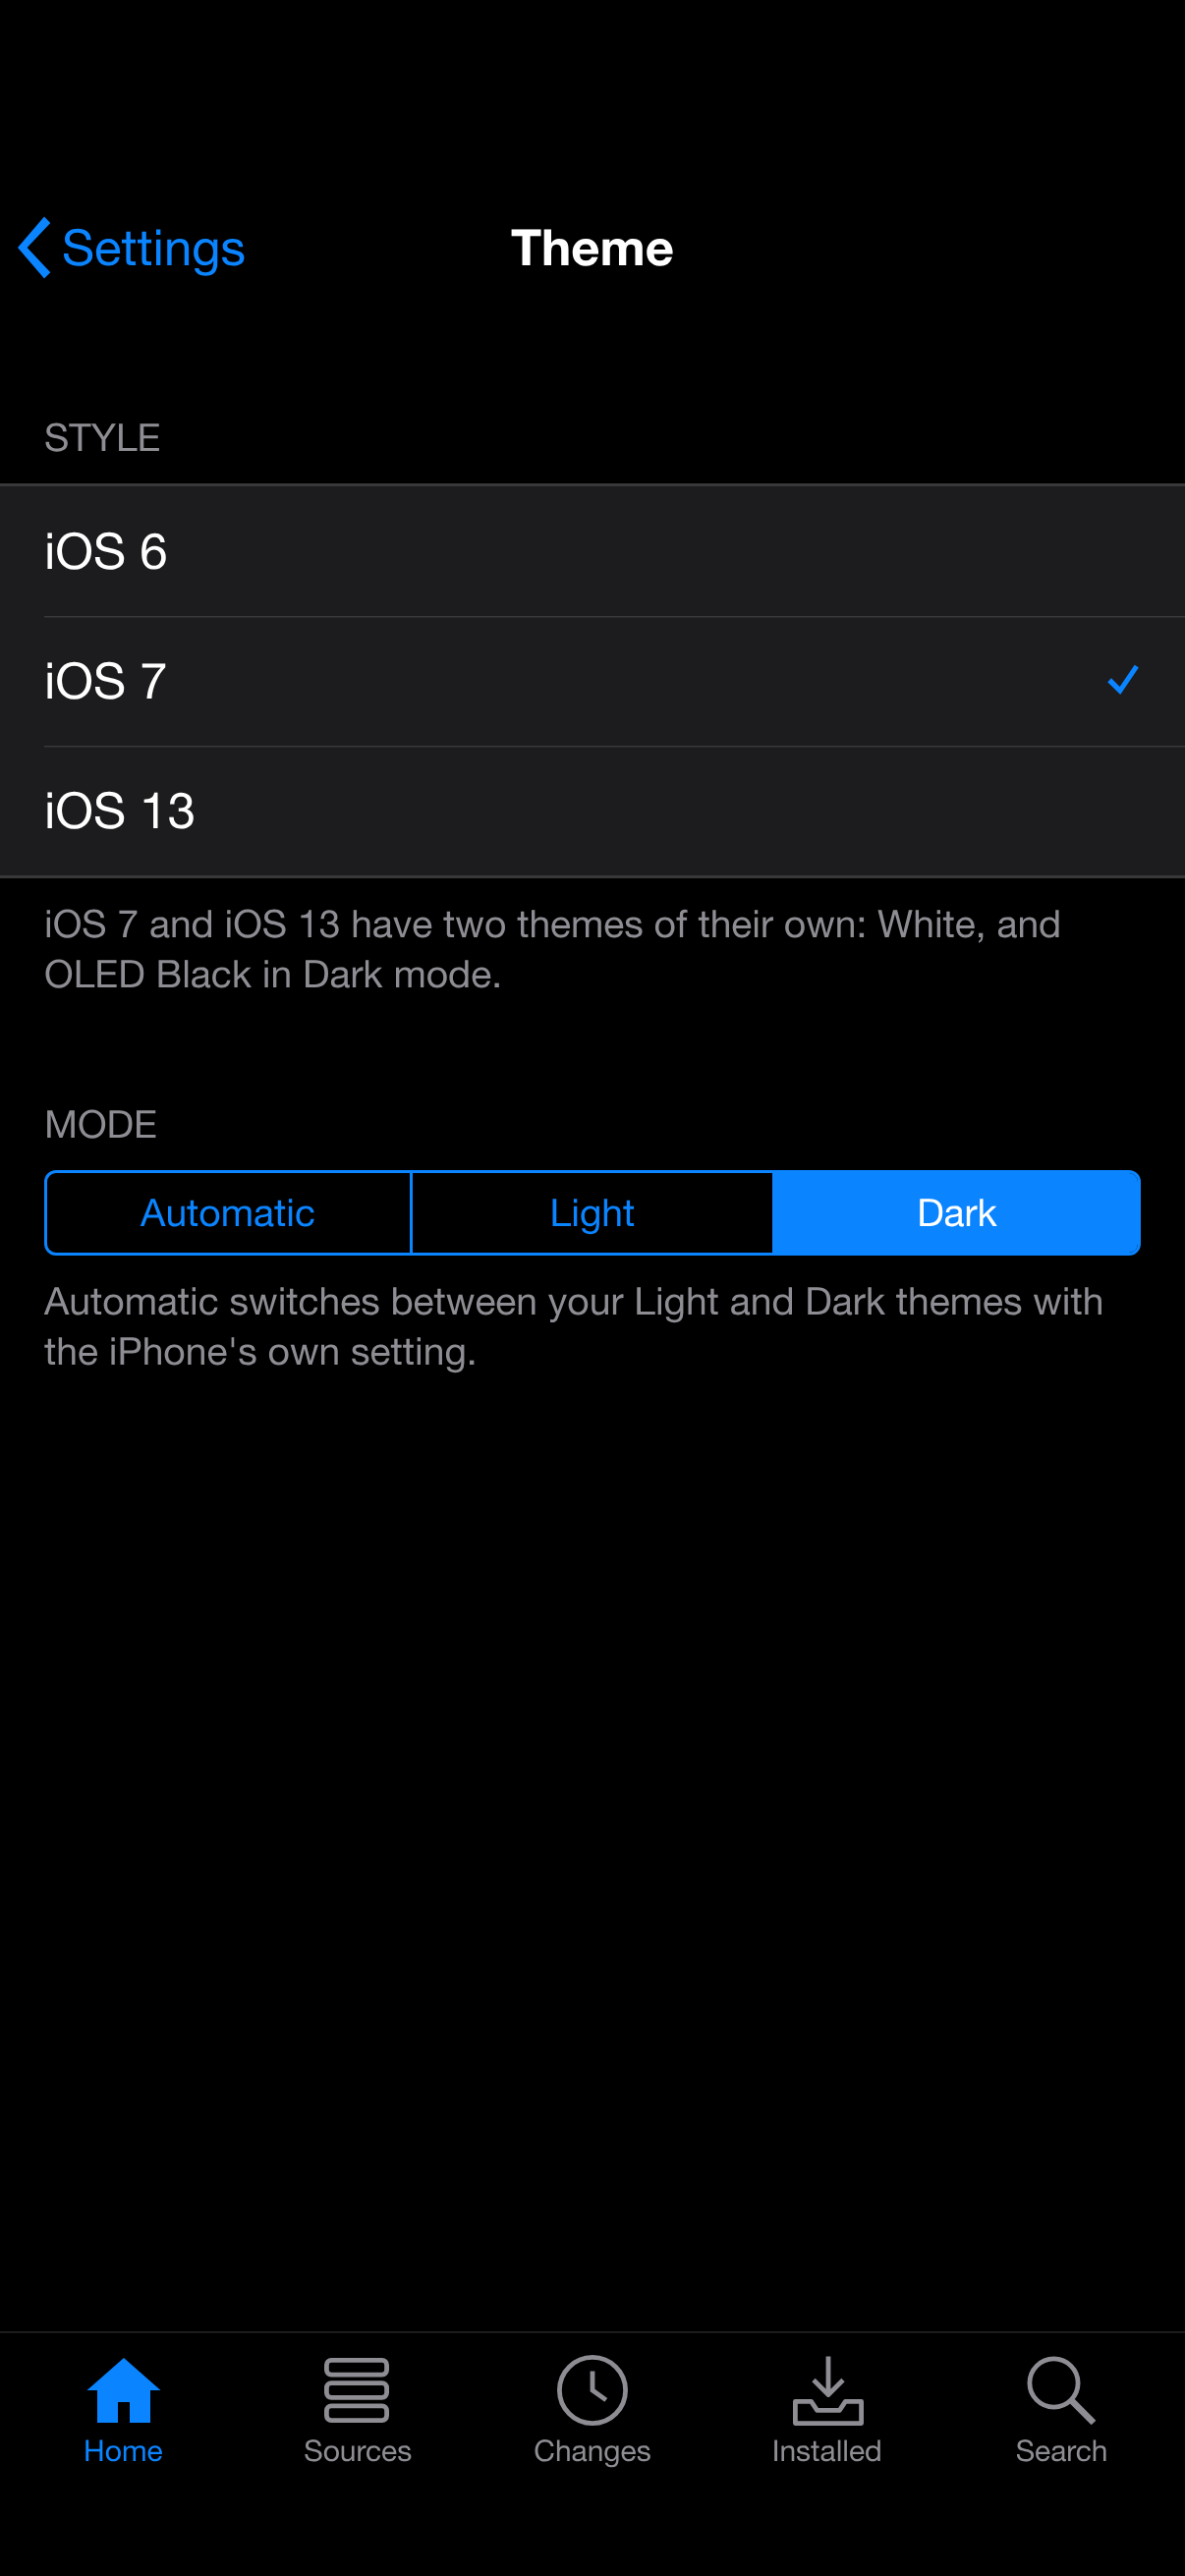 Settings
Theme
STYLE
iOS 6
iOS 7
iOS 13
iOS 7 and iOS 13 have two themes of their own: White, and
OLED Black in Dark mode.
MODE
Automatic
Light
Dark
Automatic switches between your Light and Dark themes with
the iPhone's own setting.
Home
Sources
Changes
Installed
Search